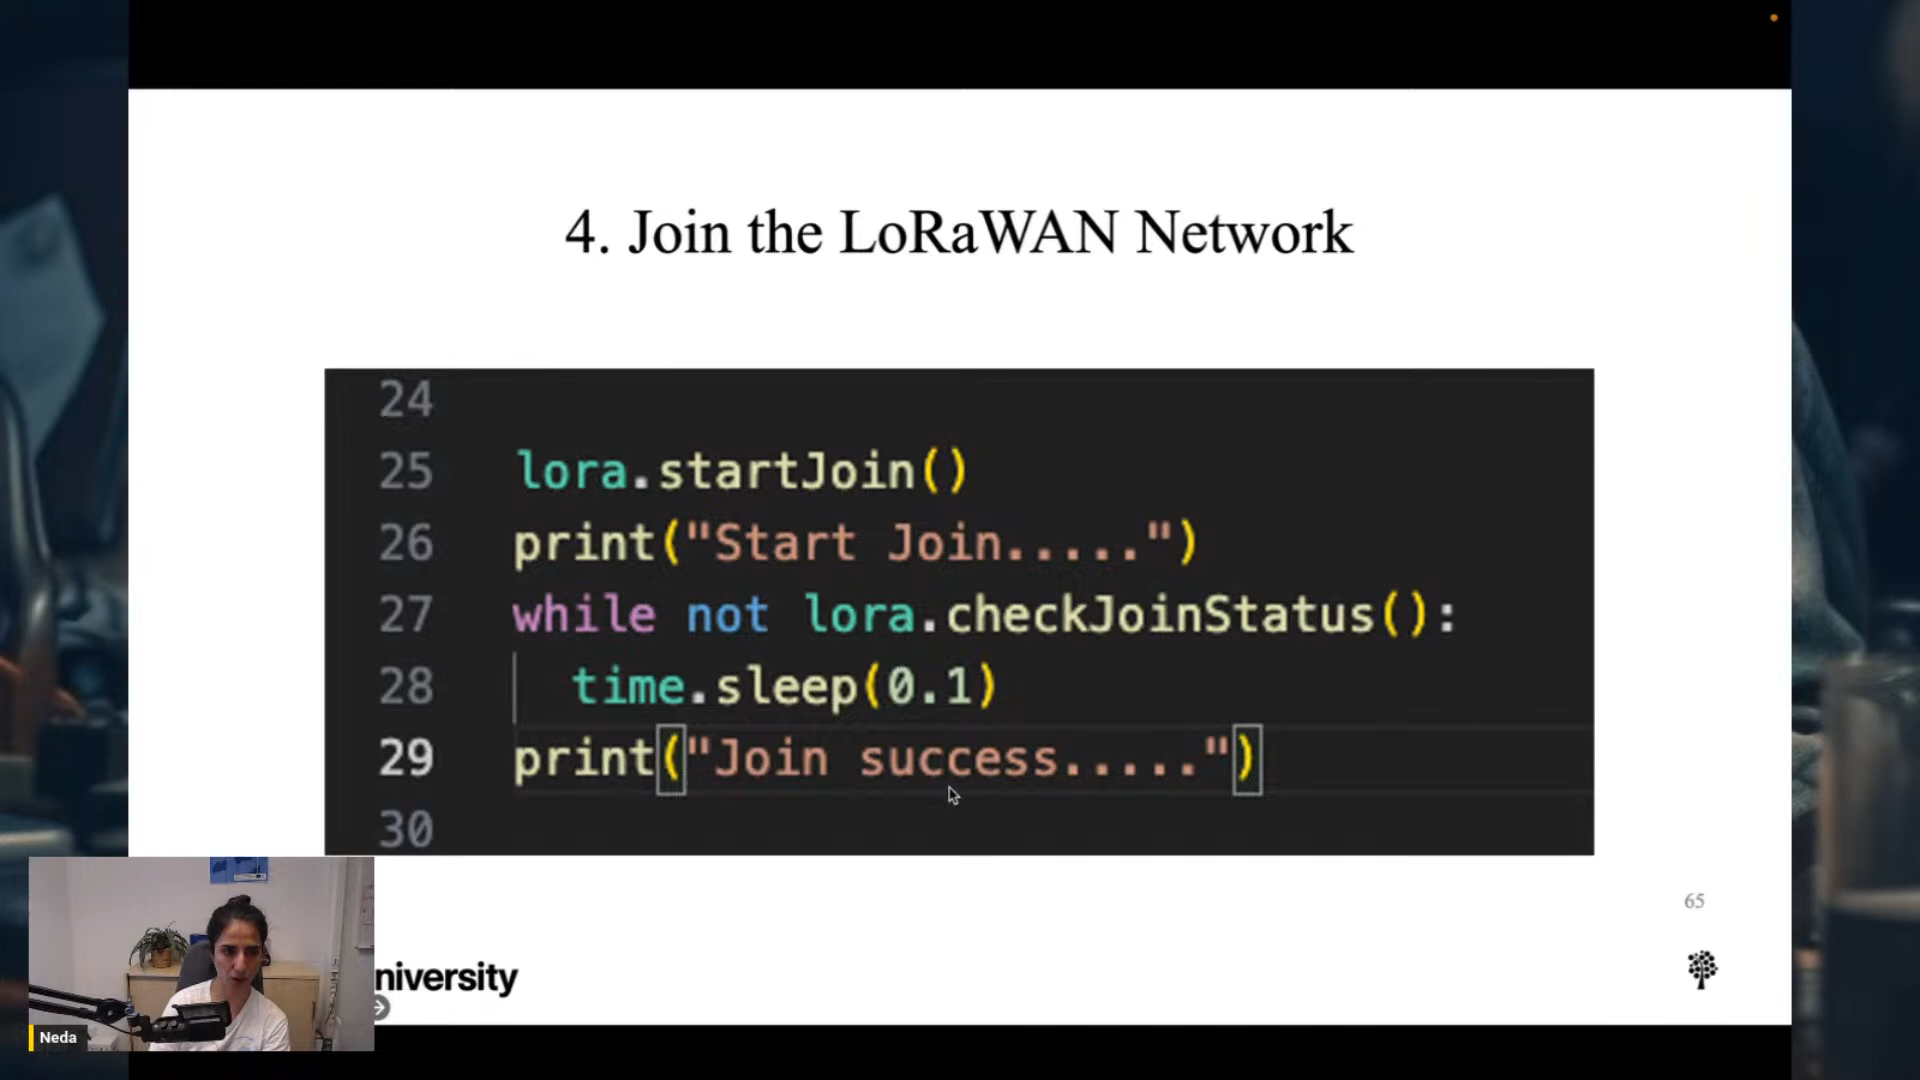 4. Join the LoRaWAN Network
24
25 lora.startJoin()
26 print("Start Join.....")
27 while not lora.checkJoinStatus():
28 time.sleep(0.1)
29 print("Join success.....")
30
65
niversity
Neda